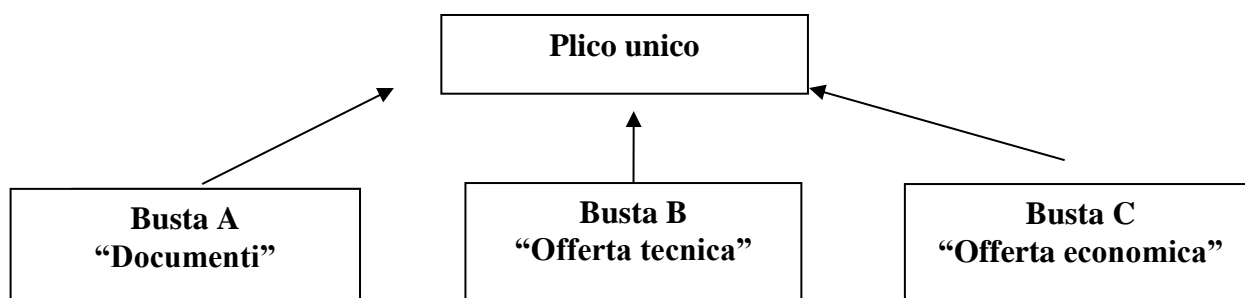 Plico unico
Busta A
“Documenti”
Busta B
“Offerta tecnica”
Busta C
“Offerta economica”